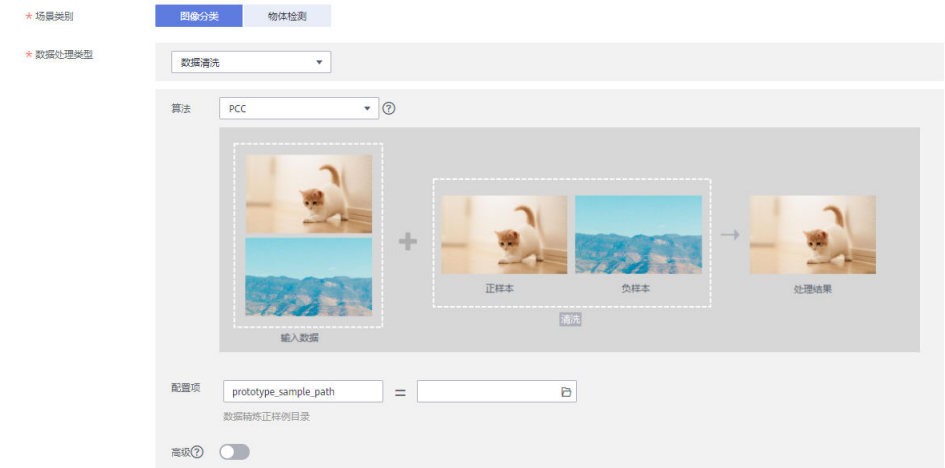 * 场景类别 图像分类 物体检测
* 数据处理类型 数据清洗
算法 PCC ?
正样本 负样本 处理结果
清洗
输入数据
配置项 prototype_sample_path =
数据精炼正样例目录
高级 ?